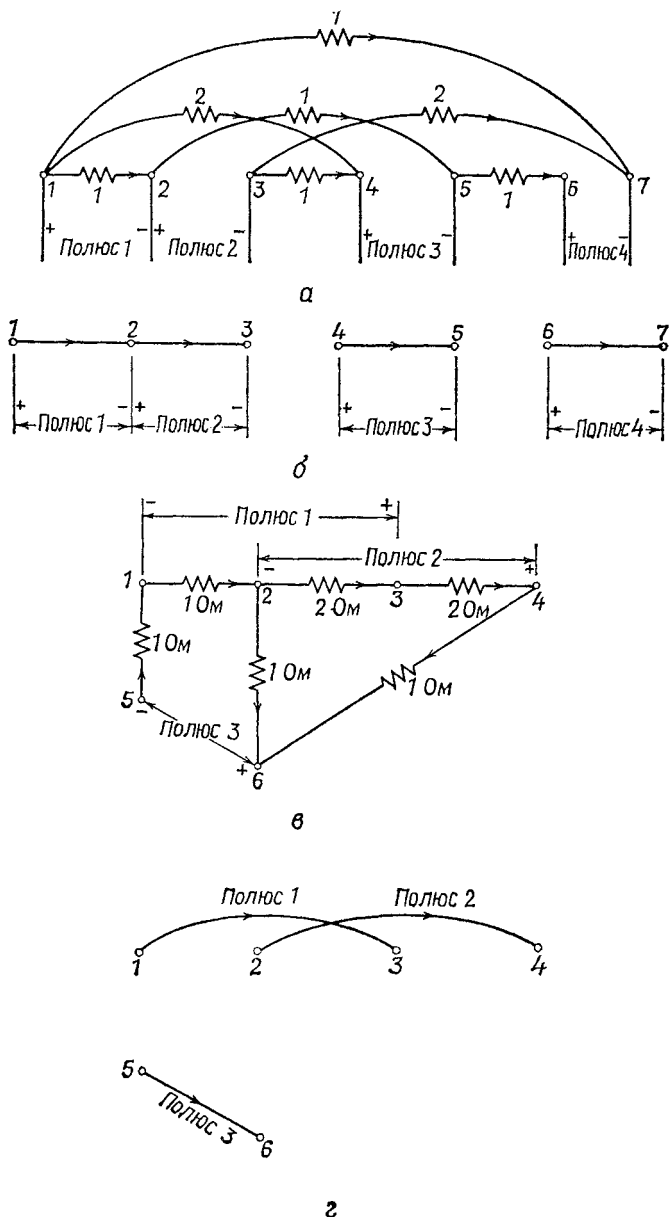 1
2 1 2
1 2 3 4 5 6 7
1 1 1
+ Полюс 1 - + Полюс 2 - + Полюс 3 - + Полюс 4 -
а
1 2 3 4 5 6 7
+ - + - + - + -
Полюс 1 Полюс 2 Полюс 3 Полюс 4
б
- Полюс 1 +
- Полюс 2 +
1 2 3 4
1 Ом 2 Ом 2 Ом
1 Ом 1 Ом 1 Ом
5 - Полюс 3
+ 6
в
Полюс 1 Полюс 2
1 2 3 4
5
Полюс 3
6
г